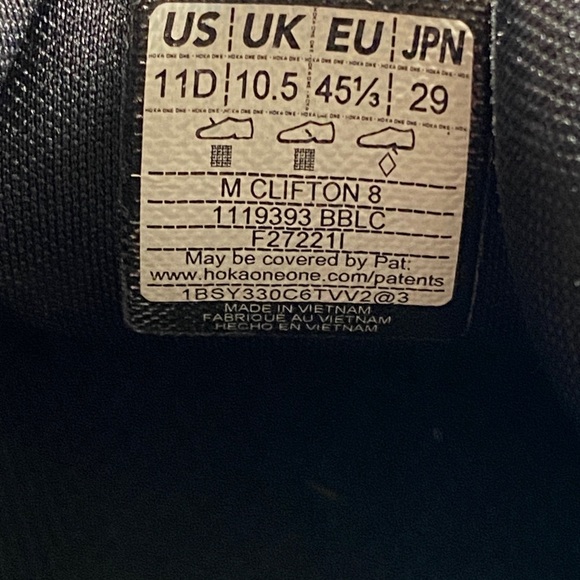 US UK EU JPN
11D 10.5 45⅓ 29
M CLIFTON 8
1119393 BBLC
F27221I
May be covered by Pat:
www.hokaoneone.com/patents
1BSY330C6TVV2@3
MADE IN VIETNAM
FABRIQUÉ AU VIETNAM
HECHO EN VIETNAM